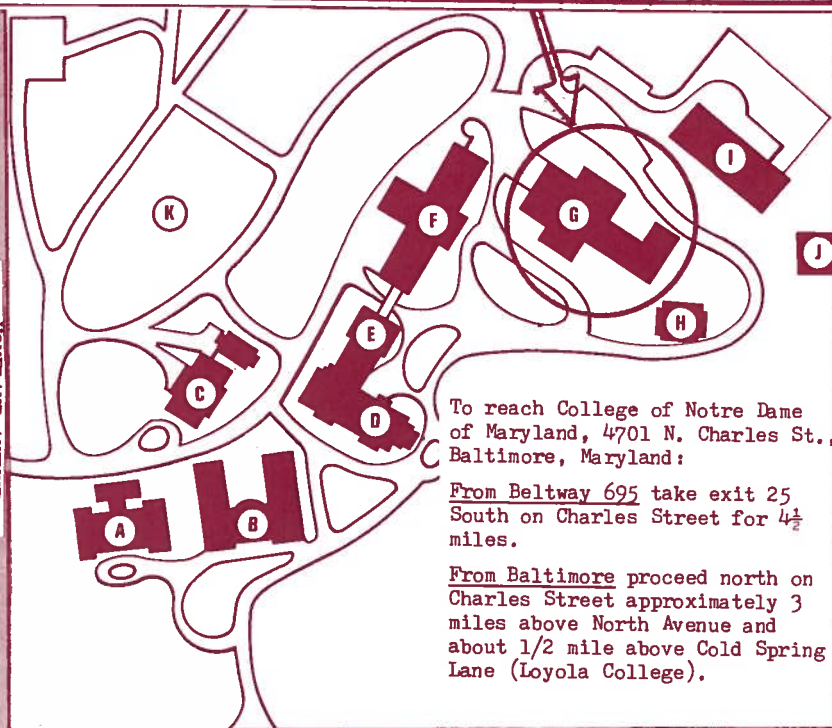 K
F
G
I
J
E
H
C
D
A
B
To reach College of Notre Dame
of Maryland, 4701 N. Charles St.,
Baltimore, Maryland:
From Beltway 695 take exit 25
South on Charles Street for 4½
miles.
From Baltimore proceed north on
Charles Street approximately 3
miles above North Avenue and
about 1/2 mile above Cold Spring
Lane (Loyola College).